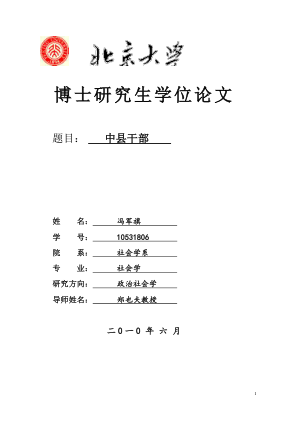 北京大学
博士研究生学位论文
题目： 中县干部
姓 名： 冯军旗
学 号： 10531806
院 系： 社会学系
专 业： 社会学
研究方向： 政治社会学
导师姓名： 郑也夫教授
二〇一〇 年 六 月
1